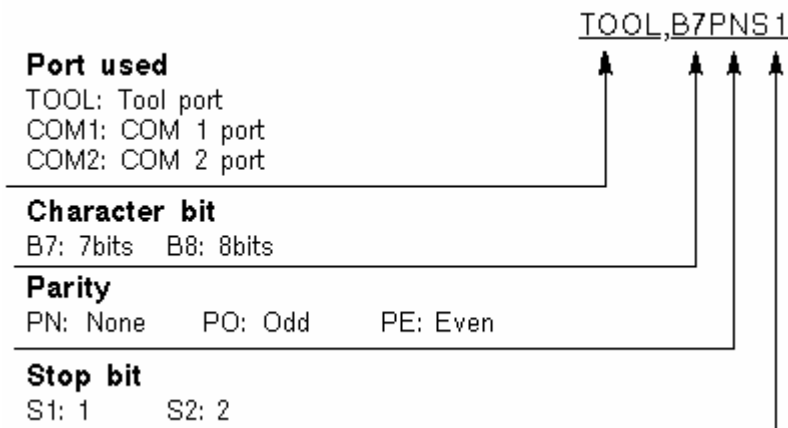 TOOL,B7PNS1
Port used
TOOL: Tool port
COM1: COM 1 port
COM2: COM 2 port
Character bit
B7: 7bits B8: 8bits
Parity
PN: None PO: Odd PE: Even
Stop bit
S1: 1 S2: 2